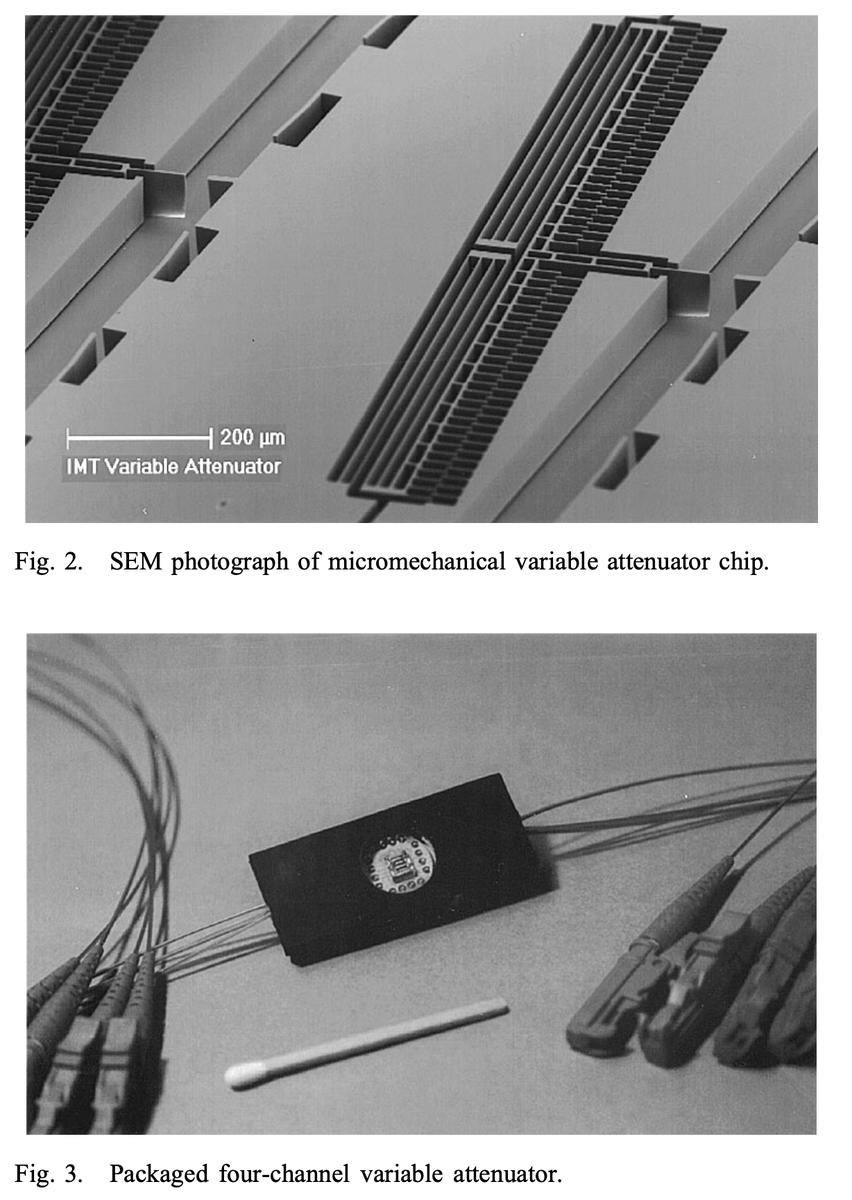 200 μm
IMT Variable Attenuator
Fig. 2. SEM photograph of micromechanical variable attenuator chip.
Fig. 3. Packaged four-channel variable attenuator.